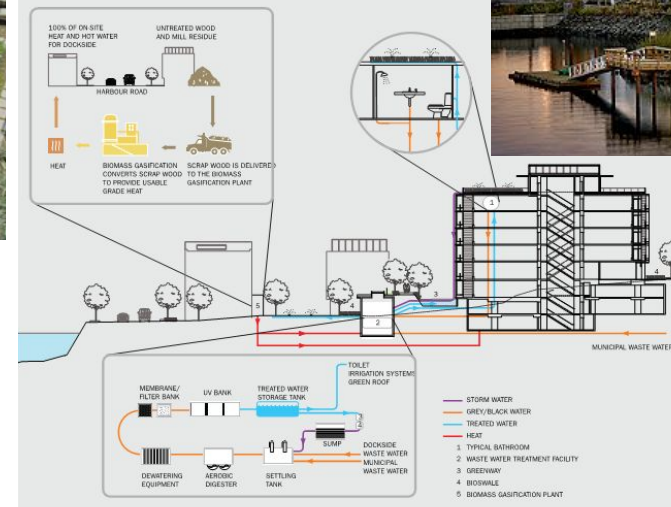 100% OF ON-SITE
HEAT AND HOT WATER
FOR DOCKSIDE
UNTREATED WOOD
AND MILL RESIDUE
HARBOUR ROAD
HEAT
BIOMASS GASIFICATION
CONVERTS SCRAP WOOD
TO PROVIDE USABLE
GRADE HEAT
SCRAP WOOD IS DELIVERED
TO THE BIOMASS
GASIFICATION PLANT
1
5
4
2
3
4
MUNICIPAL WASTE WATER
MEMBRANE/
FILTER BANK
UV BANK
TREATED WATER
STORAGE TANK
TOILET
IRRIGATION SYSTEMS
GREEN ROOF
SUMP
DOCKSIDE
WASTE WATER
MUNICIPAL
WASTE WATER
DEWATERING
EQUIPMENT
AEROBIC
DIGESTER
SETTLING
TANK
STORM WATER
GREY/BLACK WATER
TREATED WATER
HEAT
1 TYPICAL BATHROOM
2 WASTE WATER TREATMENT FACILITY
3 GREENWAY
4 BIOSWALE
5 BIOMASS GASIFICATION PLANT